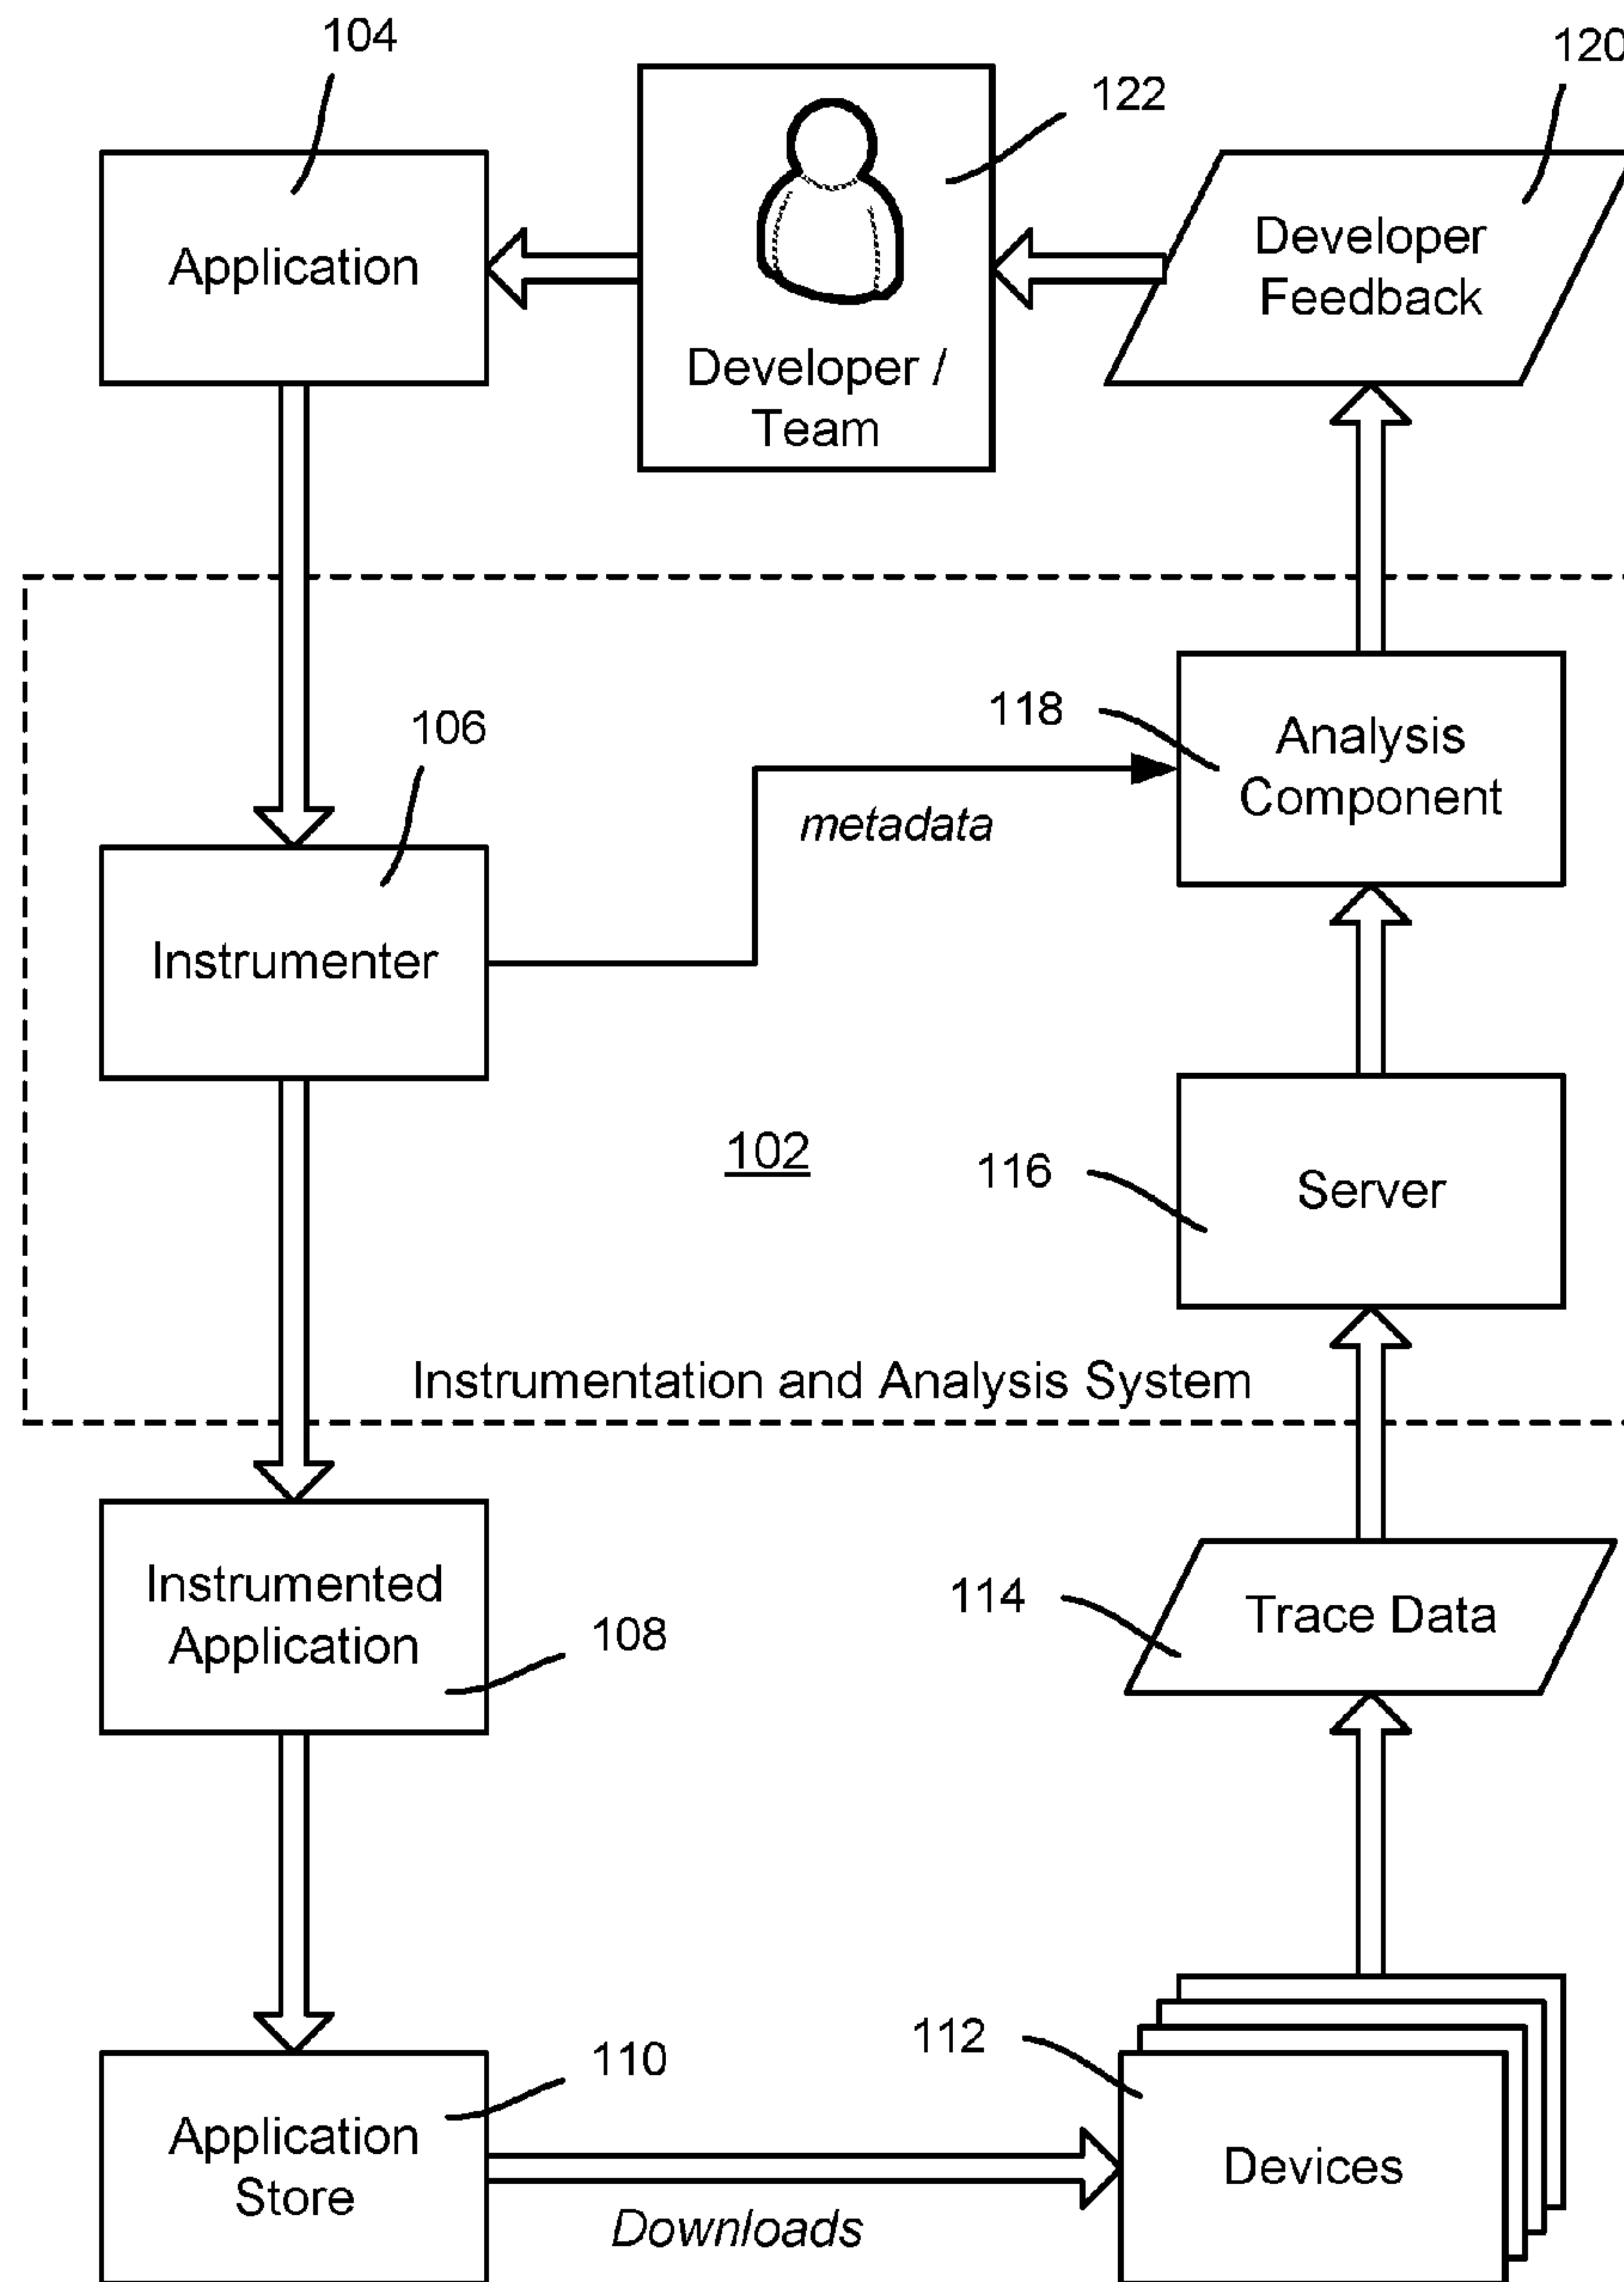 104
122
120
Application
Developer /
Team
Developer
Feedback
106
118
Analysis
Component
metadata
Instrumenter
102
116
Server
Instrumentation and Analysis System
Instrumented
Application
108
114
Trace Data
110
112
Application
Store
Devices
Downloads